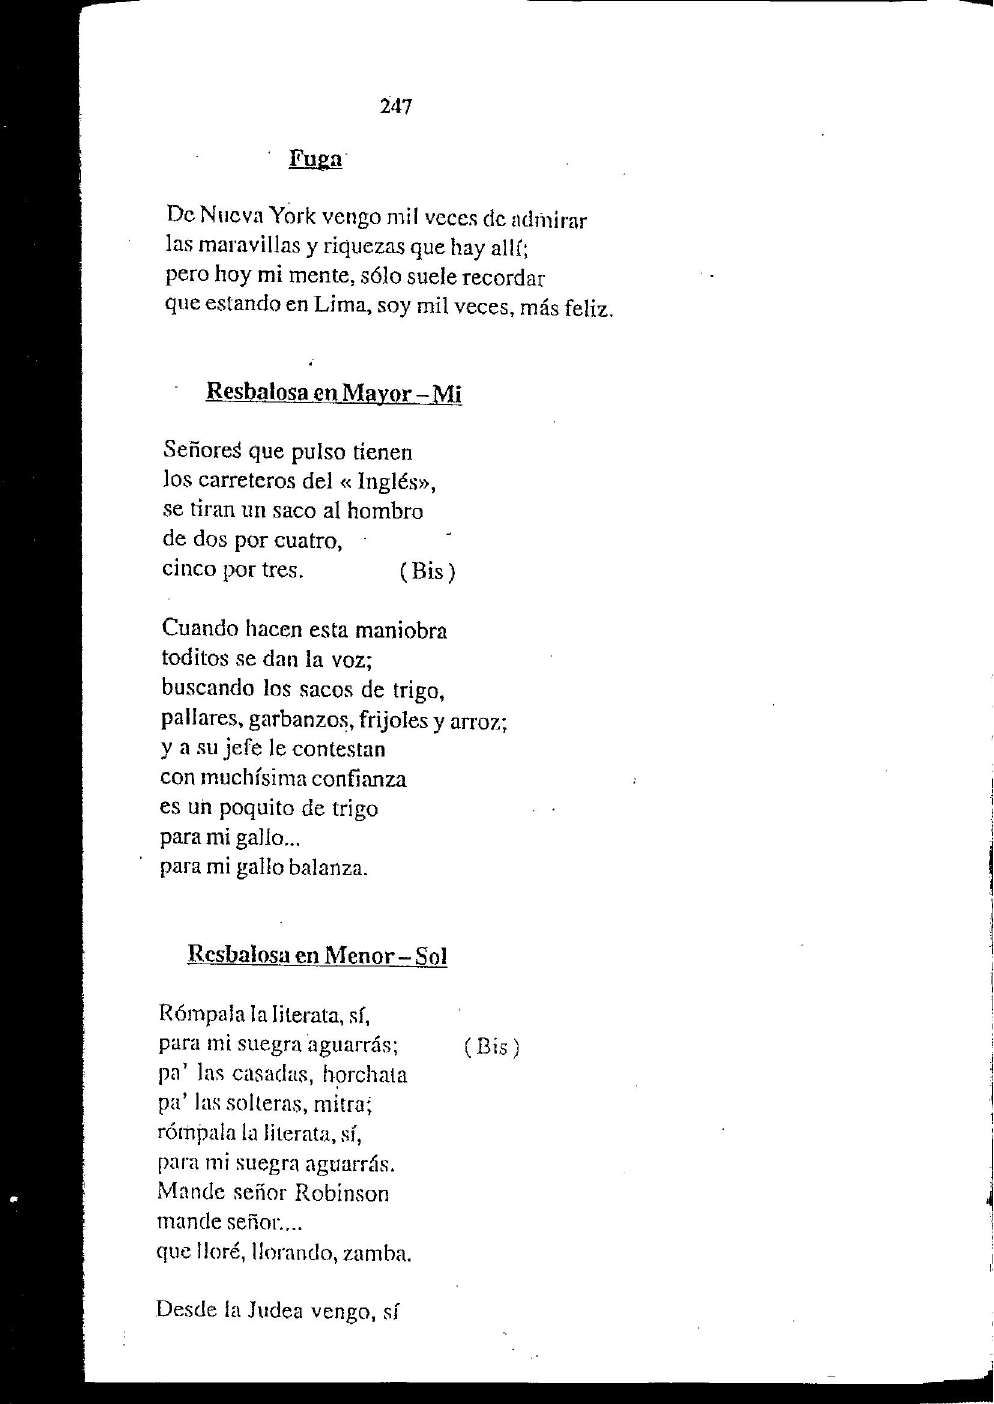 247
Fuga
De Nueva York vengo mil veces de admirar
las maravillas y riquezas que hay allí;
pero hoy mi mente, sólo suele recordar
que estando en Lima, soy mil veces, más feliz.
Resbalosa en Mayor – Mi
Señores que pulso tienen
los carreteros del « Inglés»,
se tiran un saco al hombro
de dos por cuatro,
cinco por tres. (Bis)
Cuando hacen esta maniobra
toditos se dan la voz;
buscando los sacos de trigo,
pallares, garbanzos, frijoles y arroz;
y a su jefe le contestan
con muchísima confianza
es un poquito de trigo
para mi gallo...
para mi gallo balanza.
Resbalosa en Menor – Sol
Rómpala la literata, sí,
para mi suegra aguarrás; (Bis)
pa' las casadas, horchata
pa' las solteras, mitra;
rómpala la literata, sí,
para mi suegra aguarrás.
Mande señor Robinson
mande señor....
que lloré, llorando, zamba.
Desde la Judea vengo, sí